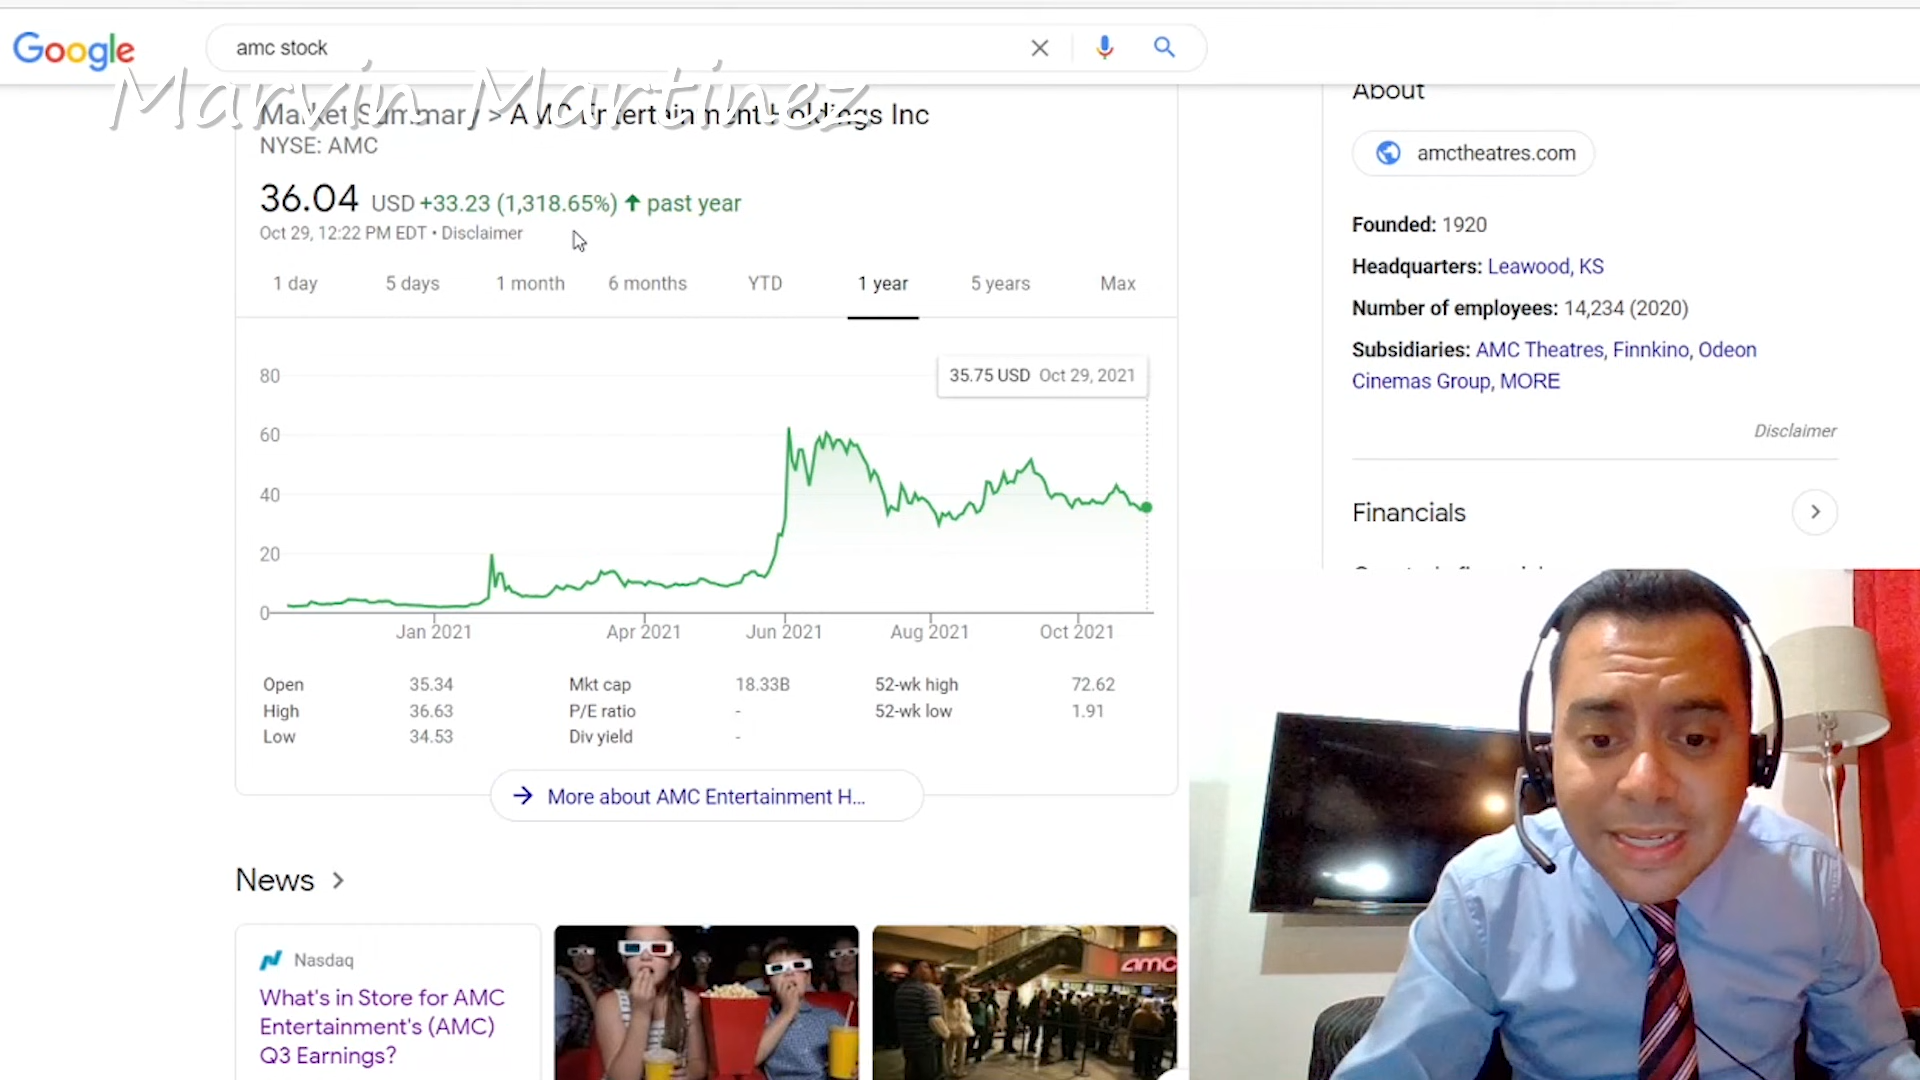 Google
amc stock
Marvin Martinez
Market Summary > AMC Entertainment Holdings Inc
NYSE: AMC
36.04 USD +33.23 (1,318.65%) ↑ past year
Oct 29, 12:22 PM EDT • Disclaimer
1 day 5 days 1 month 6 months YTD 1 year 5 years Max
35.75 USD Oct 29, 2021
80
60
40
20
0
Jan 2021 Apr 2021 Jun 2021 Aug 2021 Oct 2021
Open 35.34 Mkt cap 18.33B 52-wk high 72.62
High 36.63 P/E ratio - 52-wk low 1.91
Low 34.53 Div yield -
More about AMC Entertainment H...
News >
Nasdaq
What's in Store for AMC
Entertainment's (AMC)
Q3 Earnings?
amc
About
amctheatres.com
Founded: 1920
Headquarters: Leawood, KS
Number of employees: 14,234 (2020)
Subsidiaries: AMC Theatres, Finnkino, Odeon
Cinemas Group, MORE
Disclaimer
Financials